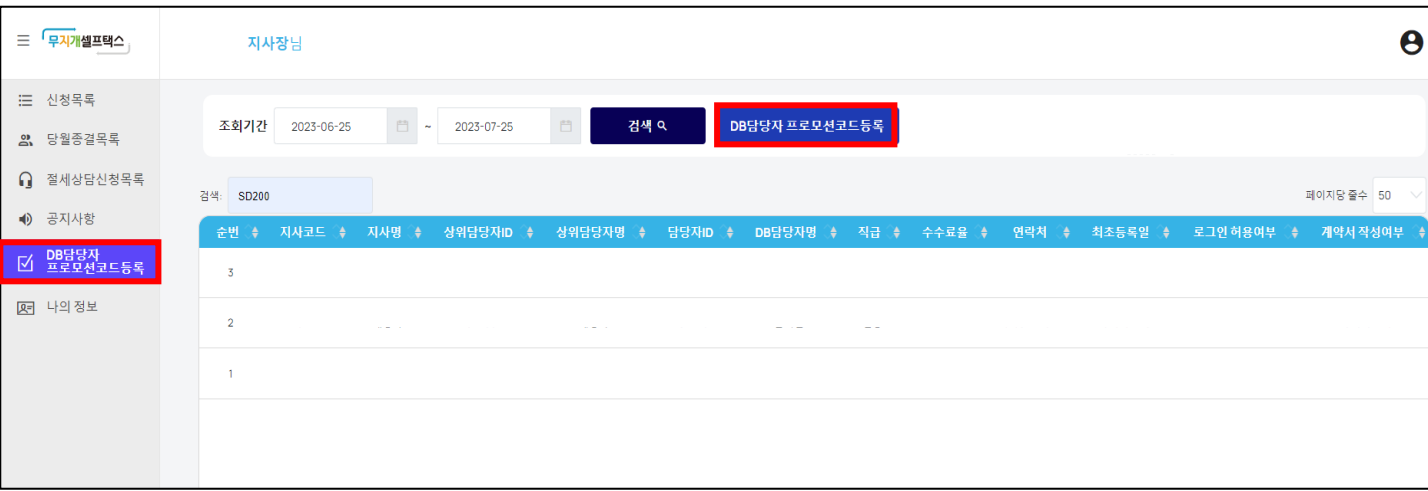 무지개셀프택스
지사장님
신청목록
당월종결목록
절세상담신청목록
공지사항
DB담당자
프로모션코드등록
나의 정보
조회기간 2023-06-25 ~ 2023-07-25 검색 DB담당자 프로모션코드등록
검색: SD200 페이지당 줄수 50
순번 지사코드 지사명 상위담당자ID 상위담당자명 담당자ID DB담당자명 직급 수수료율 연락처 최초등록일 로그인 허용여부 계약서 작성여부
3
2
1